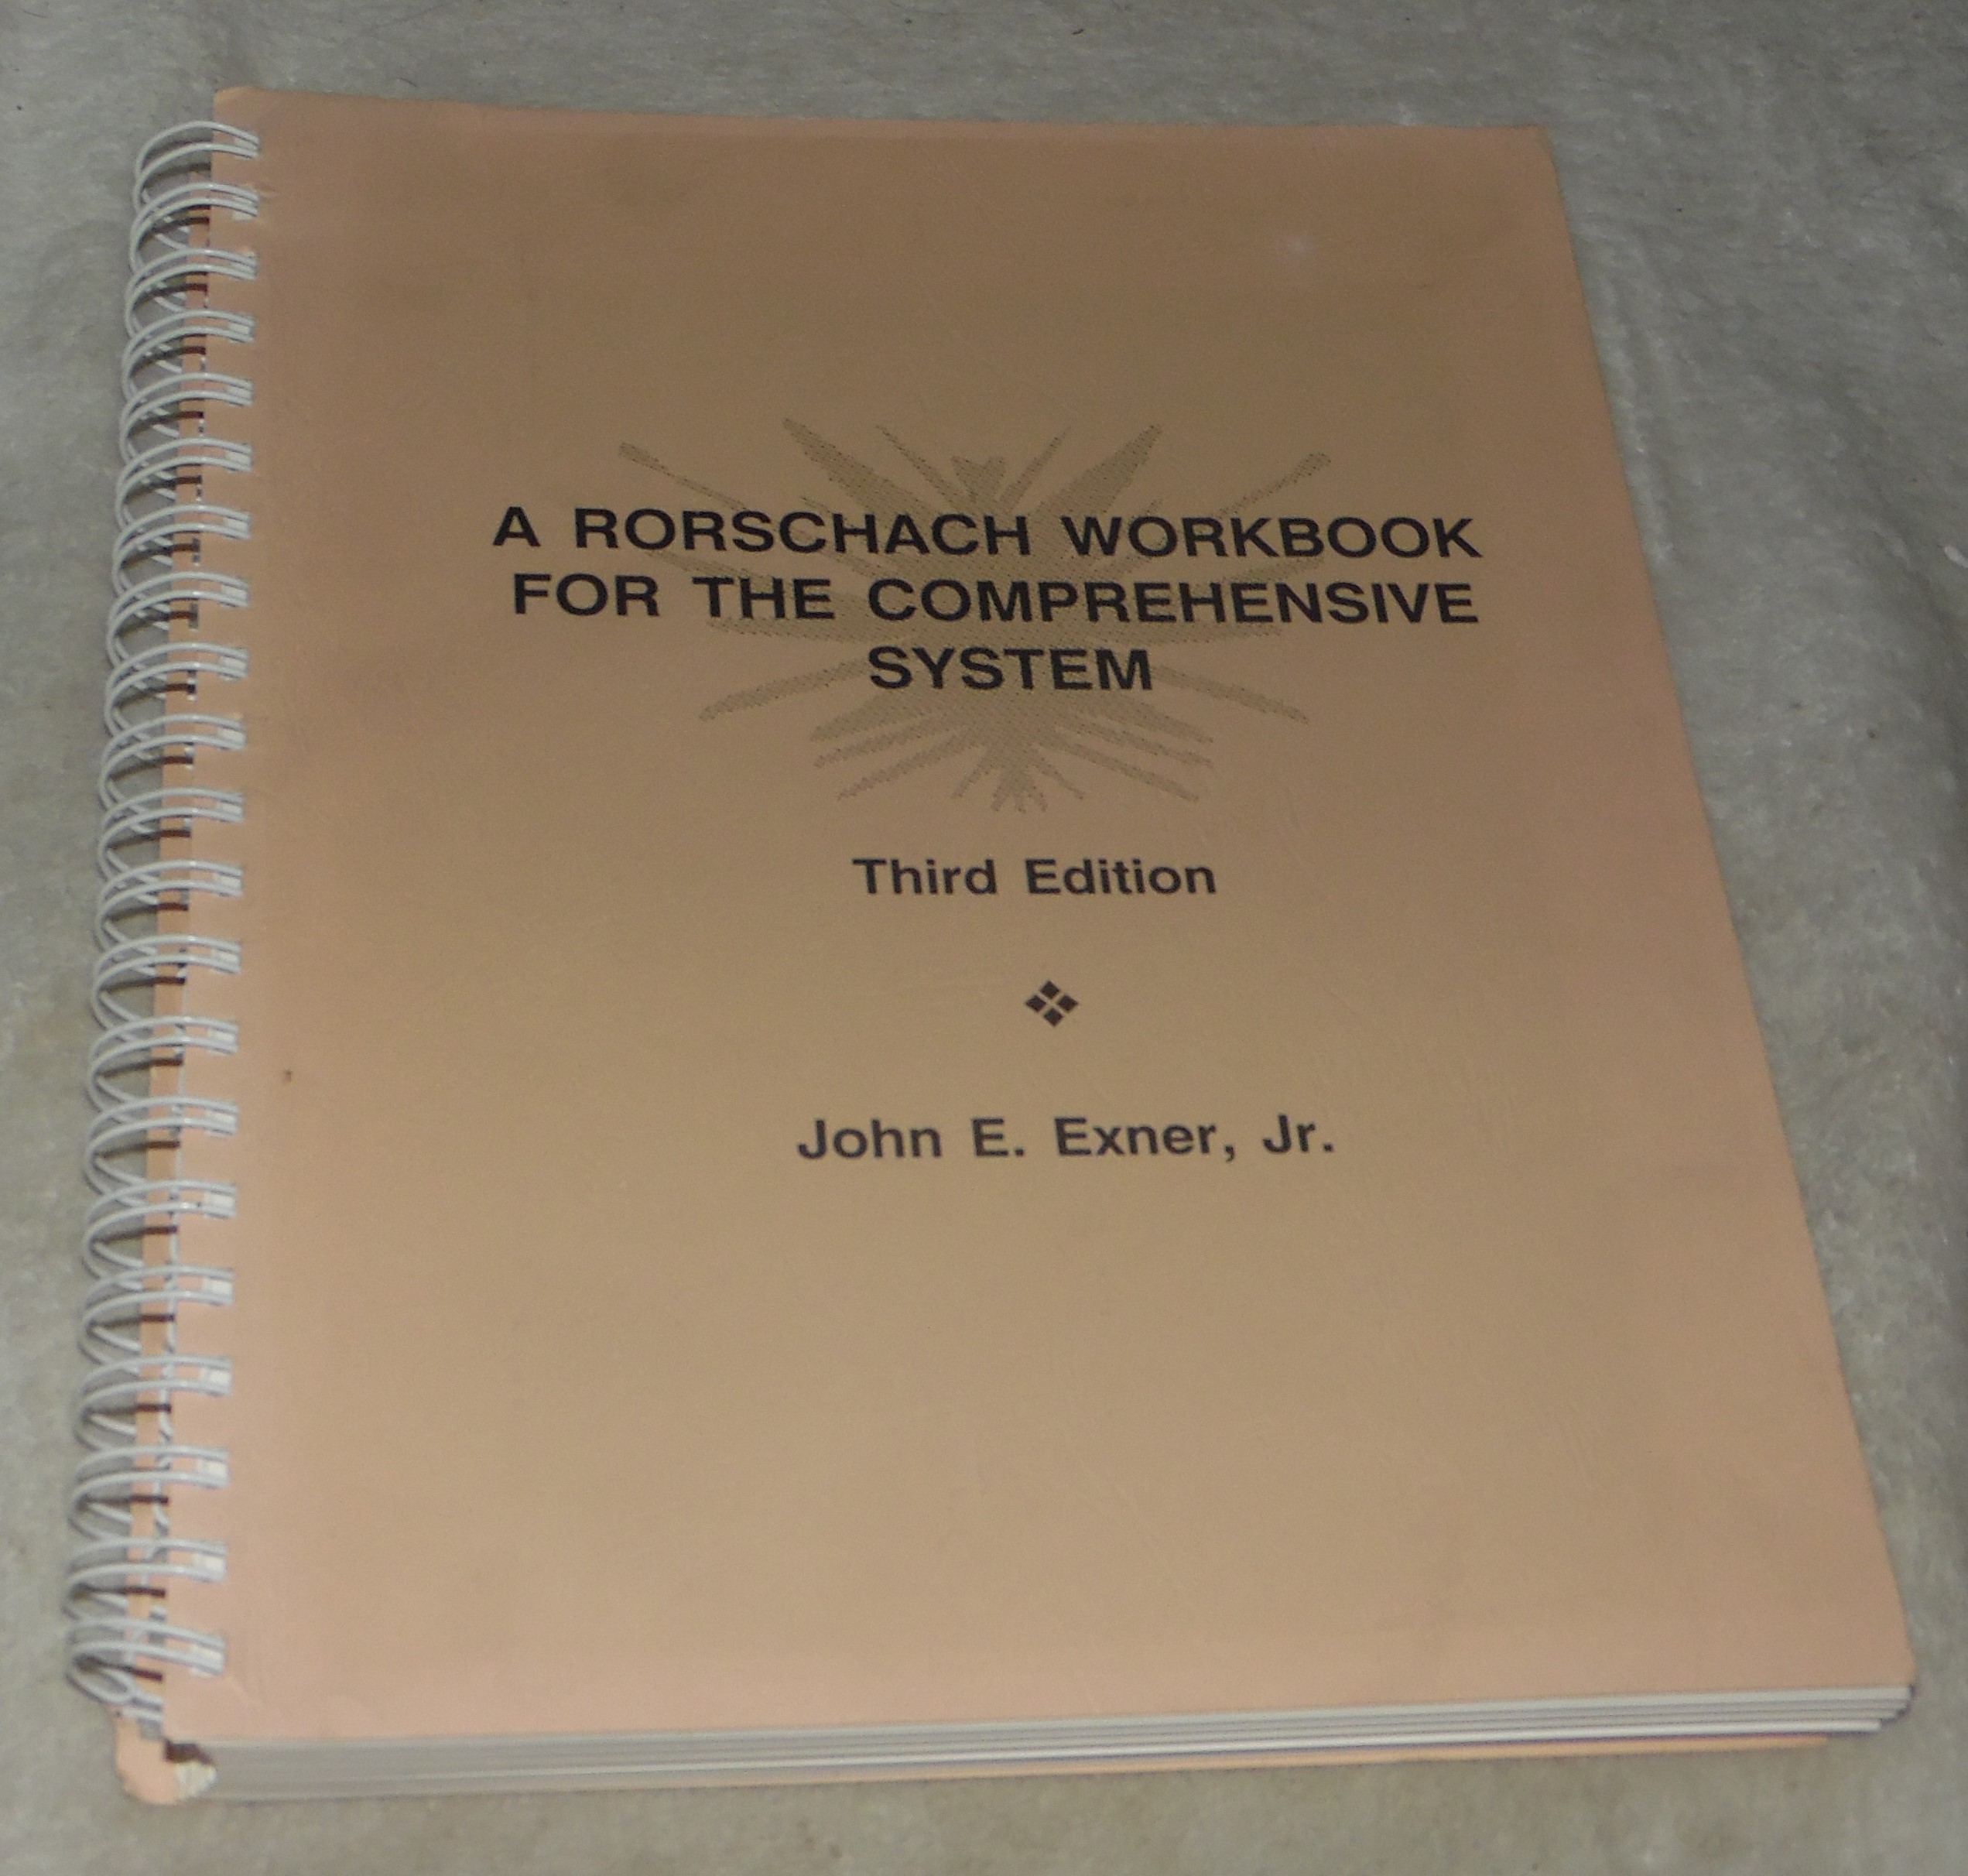 A RORSCHACH WORKBOOK
FOR THE COMPREHENSIVE
SYSTEM
Third Edition
John E. Exner, Jr.